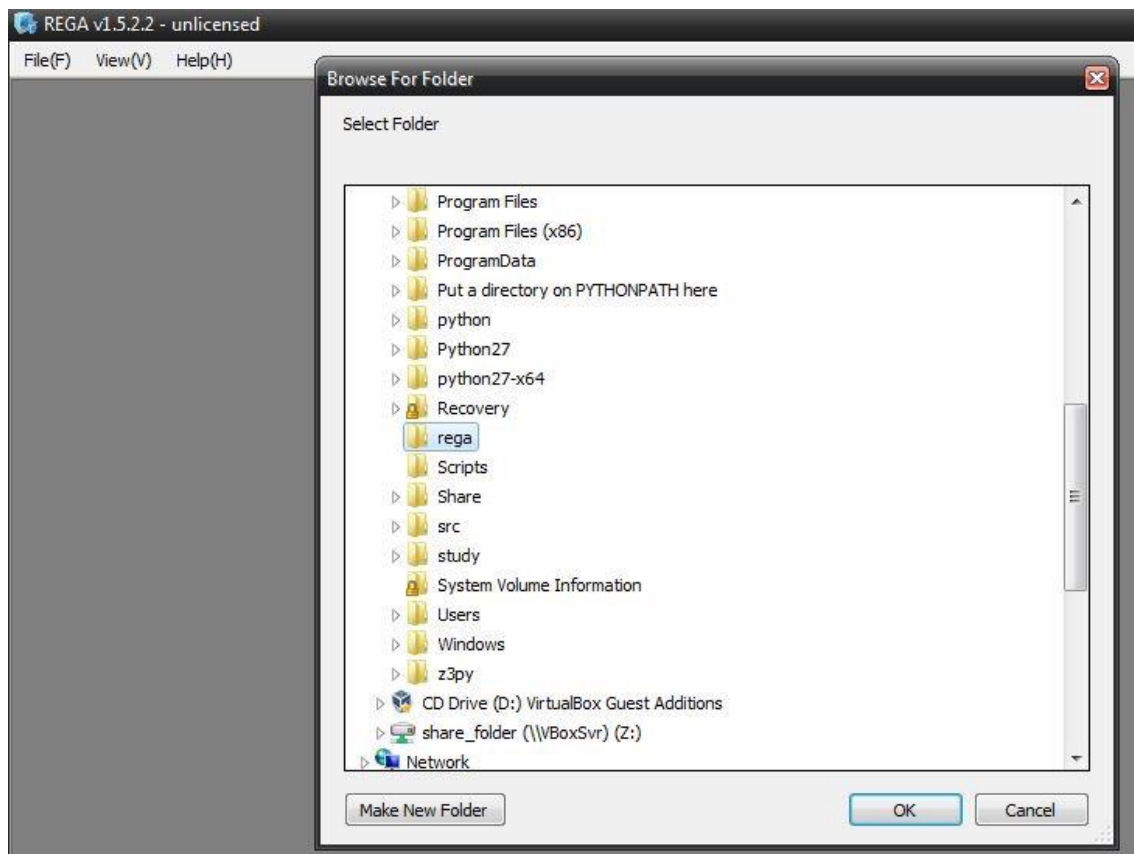 REGA v1.5.2.2 - unlicensed
File(F) View(V) Help(H)
Browse For Folder
Select Folder
Program Files
Program Files (x86)
ProgramData
Put a directory on PYTHONPATH here
python
Python27
python27-x64
Recovery
rega
Scripts
Share
src
study
System Volume Information
Users
Windows
z3py
CD Drive (D:) VirtualBox Guest Additions
share_folder (\\VBoxSvr) (Z:)
Network
Make New Folder OK Cancel